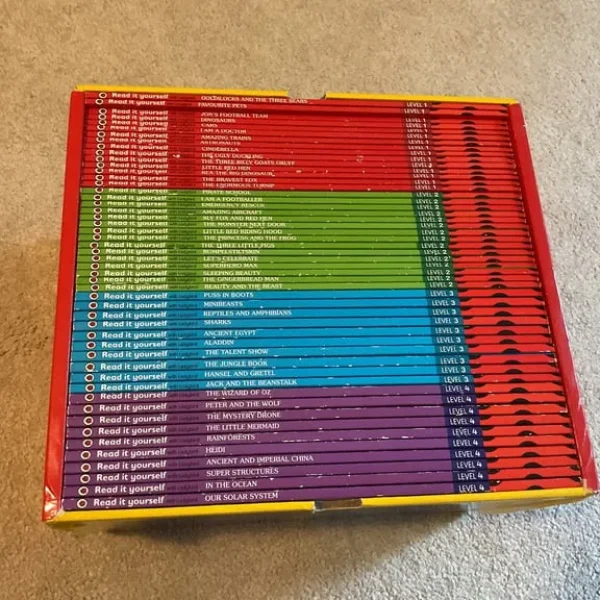 Read it yourself GOLDILOCKS AND THE THREE BEARS LEVEL 1
Read it yourself FAVOURITE PETS LEVEL 1
Read it yourself JON'S FOOTBALL TEAM LEVEL 1
Read it yourself DINOSAURS LEVEL 1
Read it yourself CARS LEVEL 1
Read it yourself I AM A DOCTOR LEVEL 1
Read it yourself AMAZING TRAINS LEVEL 1
Read it yourself ASTRONAUTS LEVEL 1
Read it yourself CINDERELLA LEVEL 1
Read it yourself THE UGLY DUCKLING LEVEL 1
Read it yourself THE THREE BILLY GOATS GRUFF LEVEL 1
Read it yourself LITTLE RED HEN LEVEL 1
Read it yourself REX THE BIG DINOSAUR LEVEL 1
Read it yourself THE BRAVEST FOX LEVEL 1
Read it yourself THE ENORMOUS TURNIP LEVEL 1
Read it yourself PIRATE SCHOOL LEVEL 2
Read it yourself I AM A FOOTBALLER LEVEL 2
Read it yourself EMERGENCY RESCUE LEVEL 2
Read it yourself AMAZING AIRCRAFT LEVEL 2
Read it yourself SLY FOX AND RED HEN LEVEL 2
Read it yourself THE MONSTER NEXT DOOR LEVEL 2
Read it yourself LITTLE RED RIDING HOOD LEVEL 2
Read it yourself THE PRINCESS AND THE FROG LEVEL 2
Read it yourself THE THREE LITTLE PIGS LEVEL 2
Read it yourself RUMPELSTILTSKIN LEVEL 2
Read it yourself LET'S CELEBRATE LEVEL 2
Read it yourself SUPERHERO MAX LEVEL 2
Read it yourself SLEEPING BEAUTY LEVEL 2
Read it yourself THE GINGERBREAD MAN LEVEL 2
Read it yourself BEAUTY AND THE BEAST LEVEL 2
Read it yourself PUSS IN BOOTS LEVEL 3
Read it yourself MINIBEASTS LEVEL 3
Read it yourself REPTILES AND AMPHIBIANS LEVEL 3
Read it yourself SHARKS LEVEL 3
Read it yourself ANCIENT EGYPT LEVEL 3
Read it yourself ALADDIN LEVEL 3
Read it yourself THE TALENT SHOW LEVEL 3
Read it yourself THE JUNGLE BOOK LEVEL 3
Read it yourself HANSEL AND GRETEL LEVEL 3
Read it yourself JACK AND THE BEANSTALK LEVEL 3
Read it yourself THE WIZARD OF OZ LEVEL 4
Read it yourself PETER AND THE WOLF LEVEL 4
Read it yourself THE MYSTERY DRONE LEVEL 4
Read it yourself THE LITTLE MERMAID LEVEL 4
Read it yourself RAINFORESTS LEVEL 4
Read it yourself HEIDI LEVEL 4
Read it yourself ANCIENT AND IMPERIAL CHINA LEVEL 4
Read it yourself SUPER STRUCTURES LEVEL 4
Read it yourself IN THE OCEAN LEVEL 4
Read it yourself OUR SOLAR SYSTEM LEVEL 4